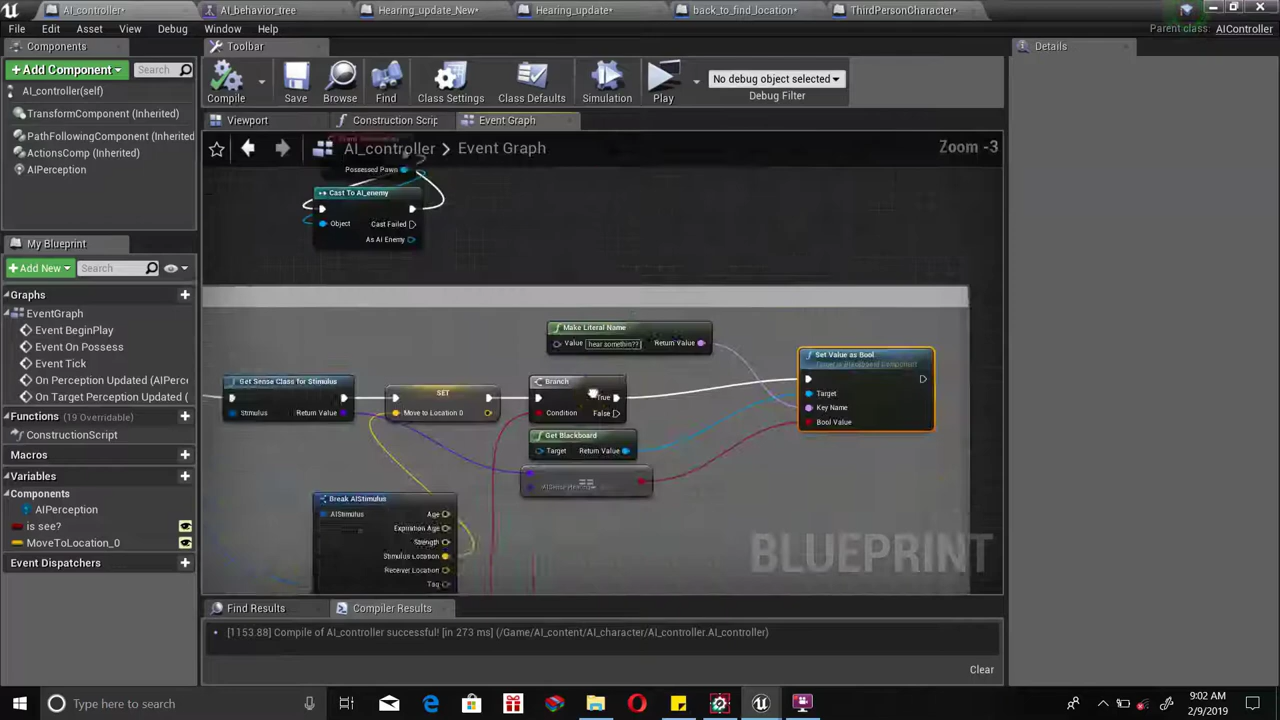 AI_controller*
AI_behavior_tree
Hearing_update_New*
Hearing_update*
back_to_find_location*
ThirdPersonCharacter*
File
Edit
Asset
View
Debug
Window
Help
Parent class:
AIController
Components
Toolbar
Details
+Add Component
Search
Compile
Save
Browse
Find
Class Settings
Class Defaults
Simulation
Play
No debug object selected
Debug Filter
AI_controller(self)
TransformComponent (Inherited)
PathFollowingComponent (Inherited
ActionsComp (Inherited)
AIPerception
Viewport
Construction Scrip
Event Graph
AI_controller > Event Graph
Zoom -3
Possessed Pawn
Cast To AI_enemy
Object
Cast Failed
As AI Enemy
My Blueprint
+Add New
Search
Graphs
EventGraph
Event BeginPlay
Event On Possess
Event Tick
On Perception Updated (AIPerce
On Target Perception Updated (
Functions (19 Overridable)
ConstructionScript
Macros
Variables
Components
AIPerception
is see?
MoveToLocation_0
Event Dispatchers
Make Literal Name
Value
hear somethin??
Return Value
Set Value as Bool
Target is Blackboard Component
Target
Key Name
Bool Value
Get Sense Class for Stimulus
Stimulus
Return Value
SET
Move to Location 0
Branch
True
Condition
False
Get Blackboard
Target
Return Value
==
Break AIStimulus
AIStimulus
Age
Expiration Age
Strength
Stimulus Location
Receiver Location
Tag
BLUEPRINT
Find Results
Compiler Results
[1153.88] Compile of AI_controller successful! [in 273 ms] (/Game/AI_content/AI_character/AI_controller.AI_controller)
Clear
Type here to search
9:02 AM
2/9/2019